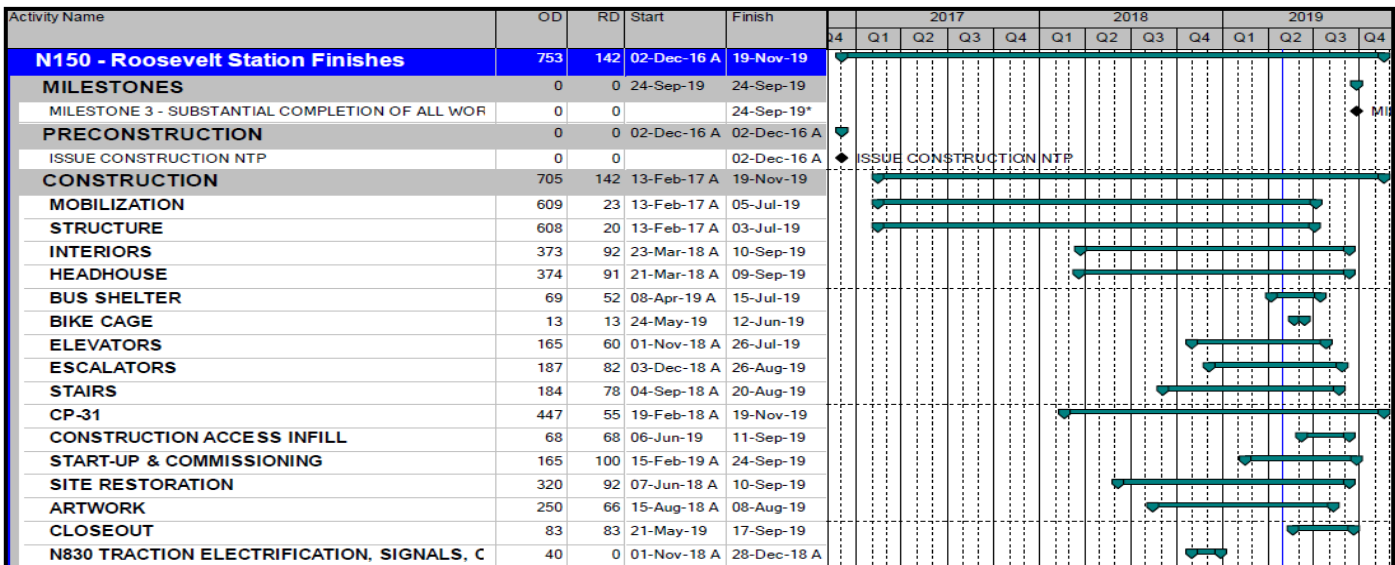 Activity Name OD RD Start Finish 2017 2018 2019
Q4 Q1 Q2 Q3 Q4 Q1 Q2 Q3 Q4 Q1 Q2 Q3 Q4
N150 - Roosevelt Station Finishes 753 142 02-Dec-16 A 19-Nov-19
MILESTONES 0 0 24-Sep-19 24-Sep-19
MILESTONE 3 - SUBSTANTIAL COMPLETION OF ALL WOR 0 0 24-Sep-19* MI
PRECONSTRUCTION 0 0 02-Dec-16 A 02-Dec-16 A
ISSUE CONSTRUCTION NTP 0 0 02-Dec-16 A ISSUE CONSTRUCTION NTP
CONSTRUCTION 705 142 13-Feb-17 A 19-Nov-19
MOBILIZATION 609 23 13-Feb-17 A 05-Jul-19
STRUCTURE 608 20 13-Feb-17 A 03-Jul-19
INTERIORS 373 92 23-Mar-18 A 10-Sep-19
HEADHOUSE 374 91 21-Mar-18 A 09-Sep-19
BUS SHELTER 69 52 08-Apr-19 A 15-Jul-19
BIKE CAGE 13 13 24-May-19 12-Jun-19
ELEVATORS 165 60 01-Nov-18 A 26-Jul-19
ESCALATORS 187 82 03-Dec-18 A 26-Aug-19
STAIRS 184 78 04-Sep-18 A 20-Aug-19
CP-31 447 55 19-Feb-18 A 19-Nov-19
CONSTRUCTION ACCESS INFILL 68 68 06-Jun-19 11-Sep-19
START-UP & COMMISSIONING 165 100 15-Feb-19 A 24-Sep-19
SITE RESTORATION 320 92 07-Jun-18 A 10-Sep-19
ARTWORK 250 66 15-Aug-18 A 08-Aug-19
CLOSEOUT 83 83 21-May-19 17-Sep-19
N830 TRACTION ELECTRIFICATION, SIGNALS, C 40 0 01-Nov-18 A 28-Dec-18 A